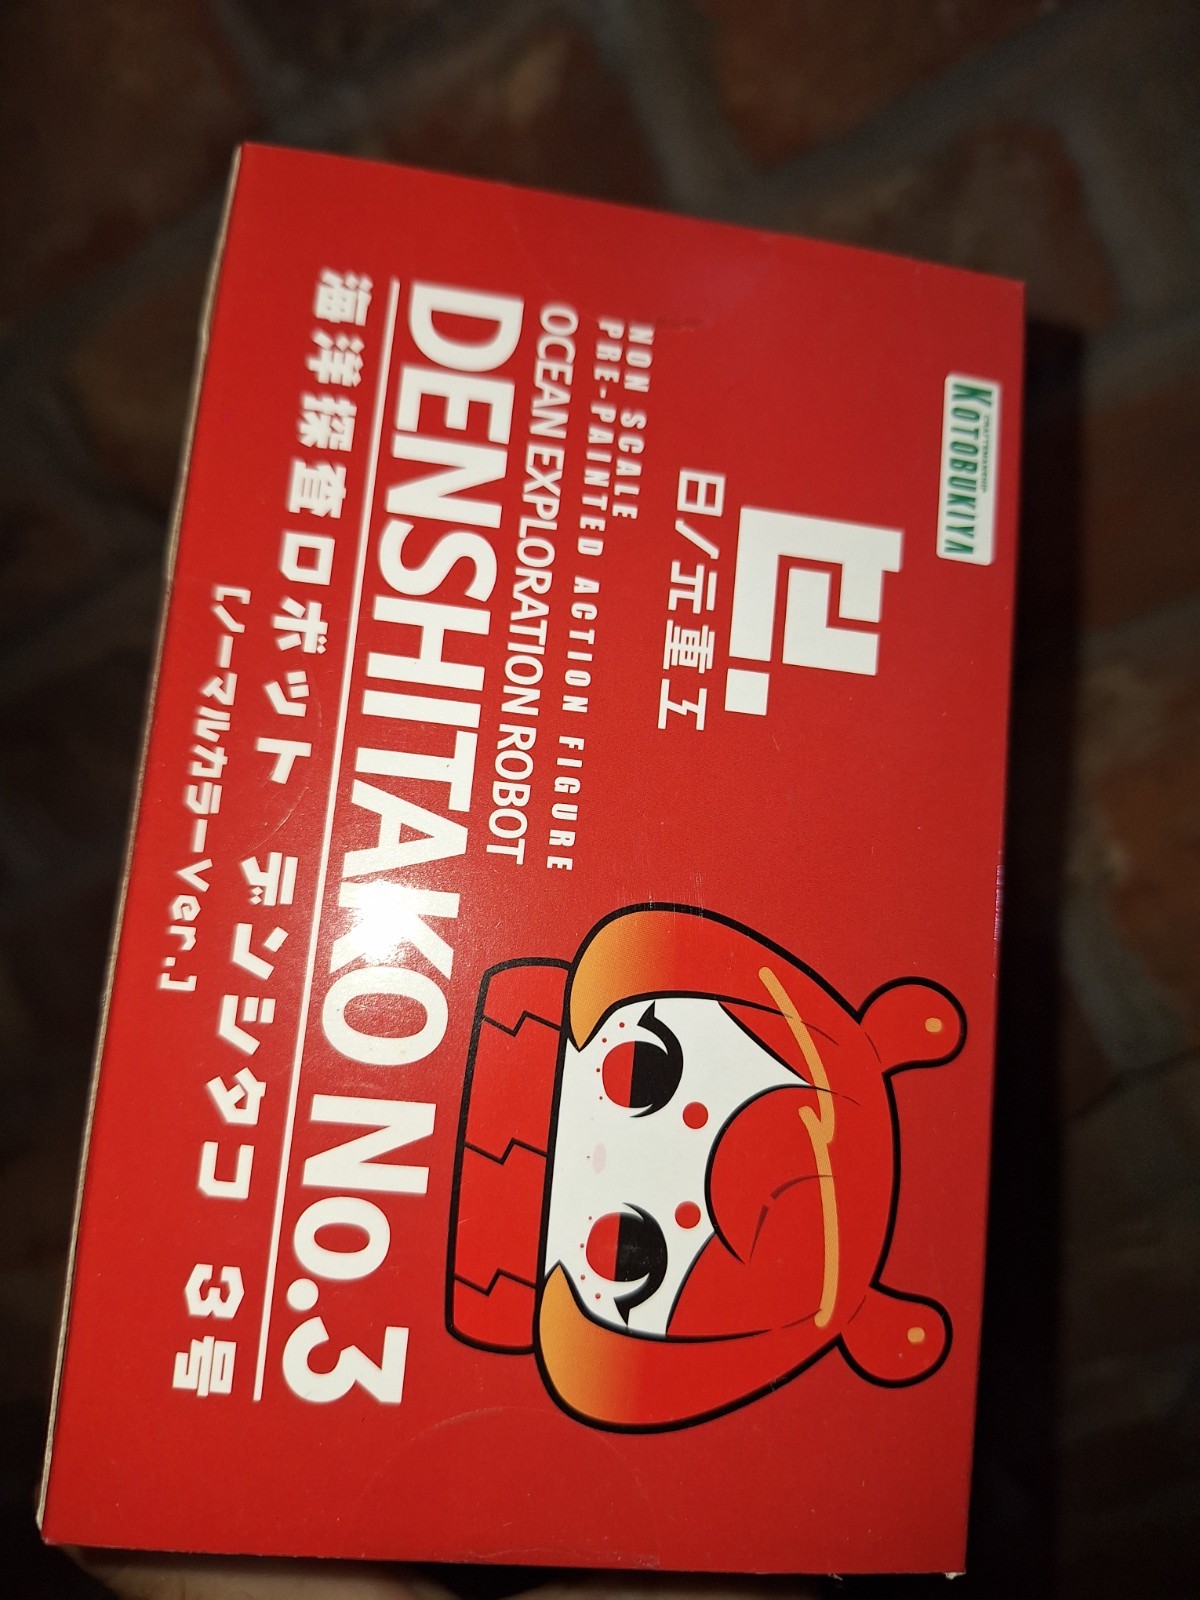 CRAFTSMANSHIP
KOTOBUKIYA
ヒ.
日ノ元重工
NON SCALE
PRE-PAINTED ACTION FIGURE
OCEAN EXPLORATION ROBOT
DENSHITAKO No.3
海洋探査ロボット デンシタコ 3号
[ノーマルカラーVer.]